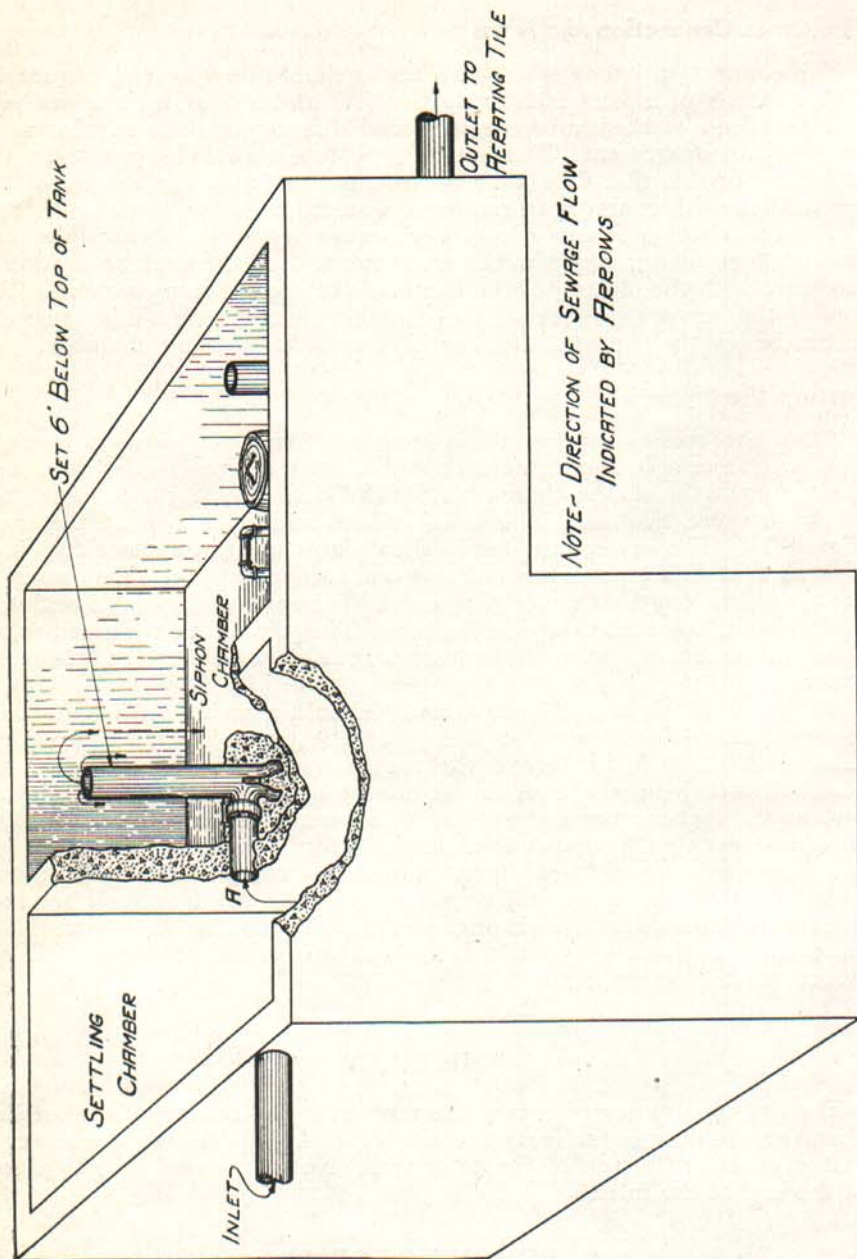 SET 6' BELOW TOP OF TANK
SETTLING
CHAMBER
SIPHON
CHAMBER
A
INLET
OUTLET TO
AERATING TILE
NOTE- DIRECTION OF SEWAGE FLOW
INDICATED BY ARROWS